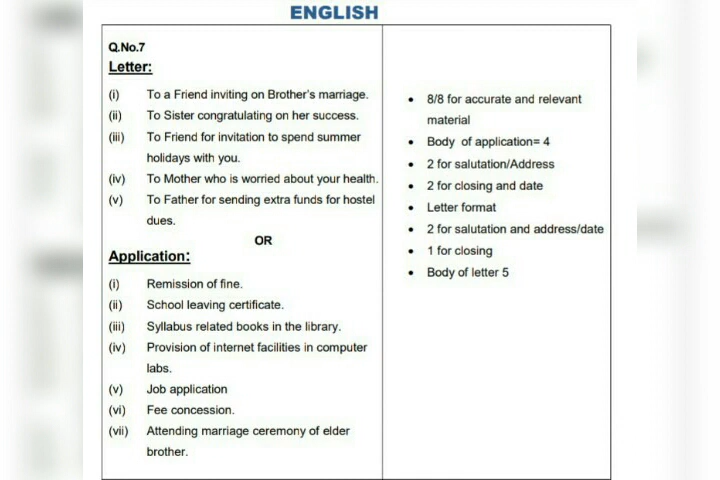 ENGLISH
Q.No.7
Letter:
(i) To a Friend inviting on Brother's marriage.
(ii) To Sister congratulating on her success.
(iii) To Friend for invitation to spend summer
holidays with you.
(iv) To Mother who is worried about your health.
(v) To Father for sending extra funds for hostel
dues.
OR
Application:
(i) Remission of fine.
(ii) School leaving certificate.
(iii) Syllabus related books in the library.
(iv) Provision of internet facilities in computer
labs.
(v) Job application
(vi) Fee concession.
(vii) Attending marriage ceremony of elder
brother.
• 8/8 for accurate and relevant
material
• Body of application= 4
• 2 for salutation/Address
• 2 for closing and date
• Letter format
• 2 for salutation and address/date
• 1 for closing
• Body of letter 5